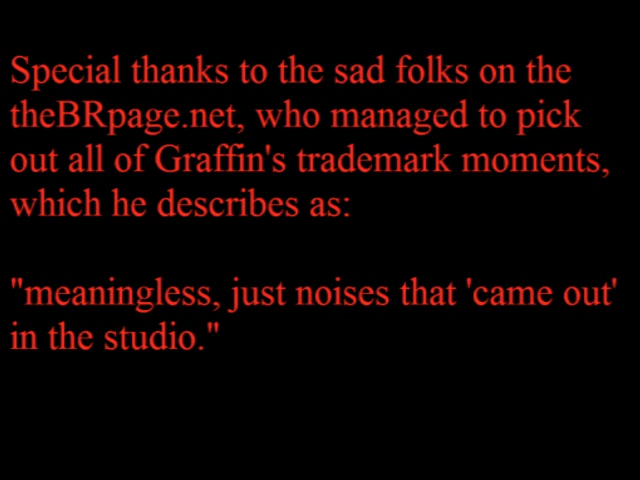 Special thanks to the sad folks on the
theBRpage.net, who managed to pick
out all of Graffin's trademark moments,
which he describes as:
"meaningless, just noises that 'came out'
in the studio."